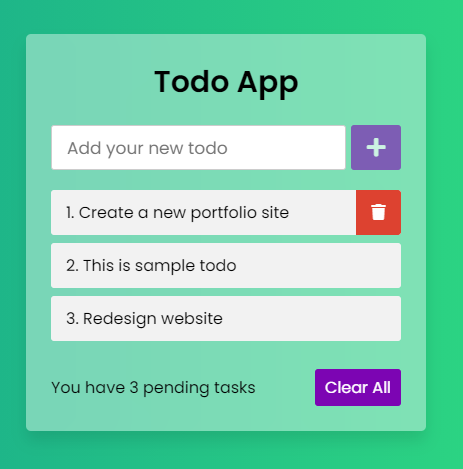 Todo App
Add your new todo
1. Create a new portfolio site
2. This is sample todo
3. Redesign website
You have 3 pending tasks
Clear All